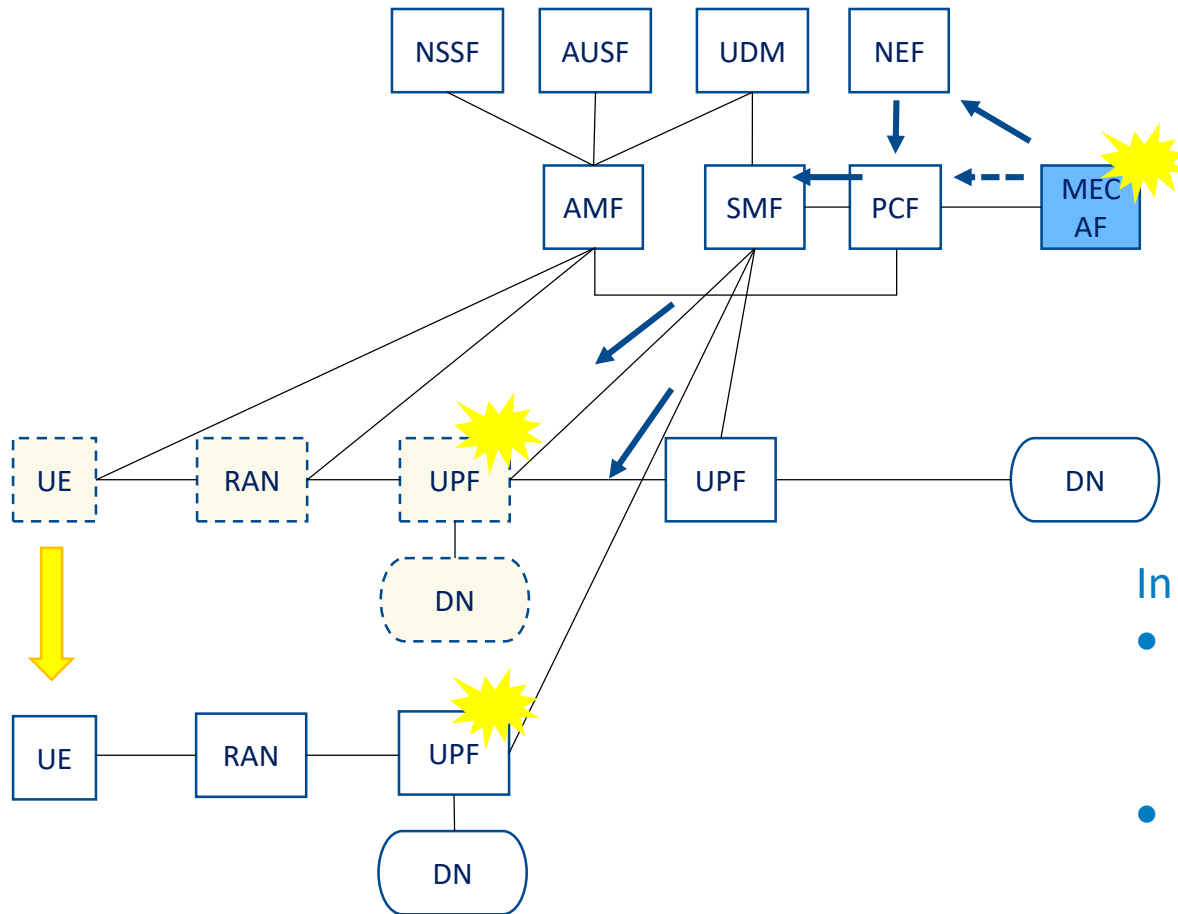 NSSF
AUSF
UDM
NEF
AMF
SMF
PCF
MEC
AF
UE
RAN
UPF
UPF
DN
DN
In
•
•
UE
RAN
UPF
DN